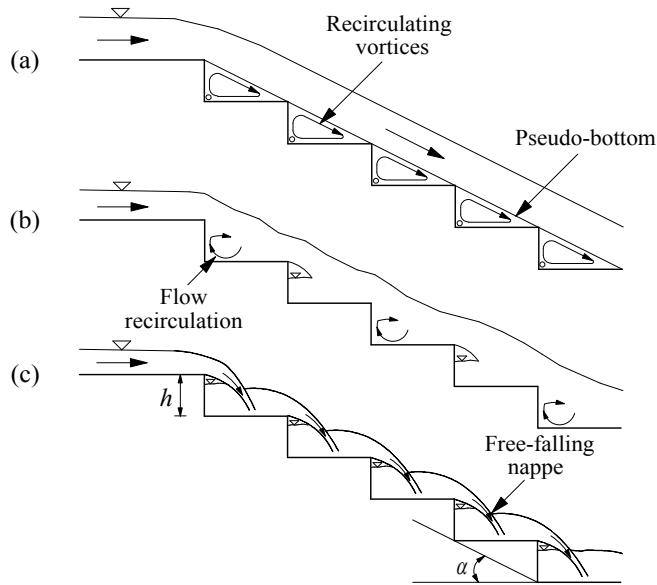 (a)
Recirculating
vortices
Pseudo-bottom
(b)
Flow
recirculation
(c)
h
Free-falling
nappe
α